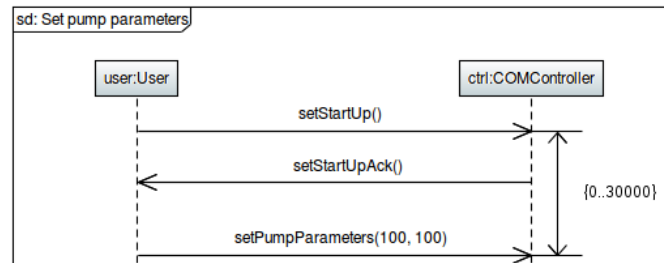 sd: Set pump parameters
user:User
ctrl:COMController
setStartUp()
setStartUpAck()
{0..30000}
setPumpParameters(100, 100)